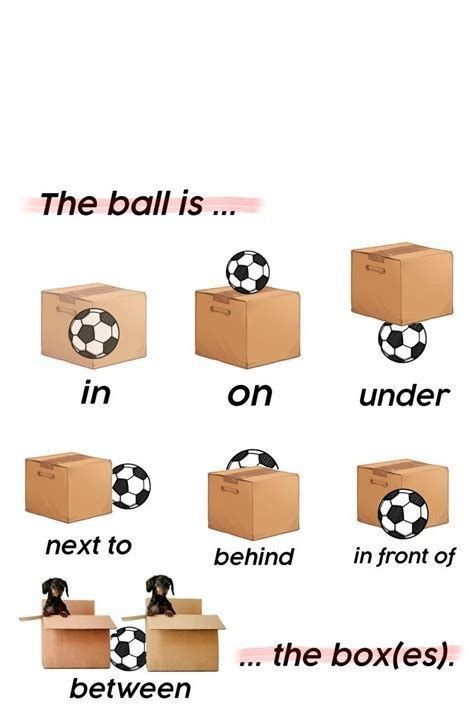 The ball is ...
in
on
under
next to
behind
in front of
between
... the box(es).